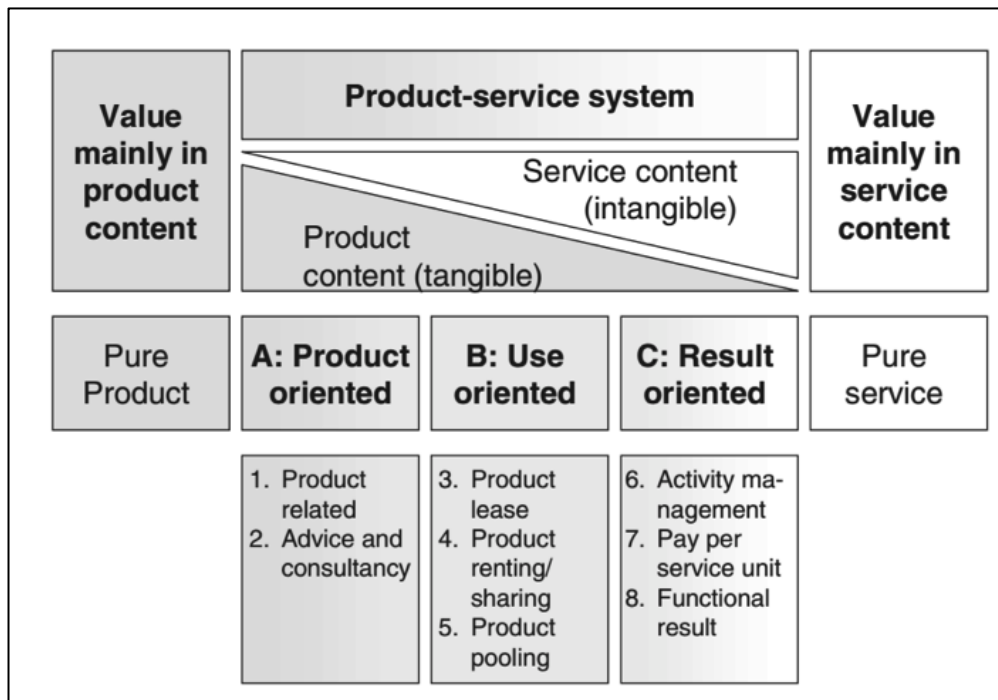 Value
mainly in
product
content
Product-service system
Service content
(intangible)
Product
content (tangible)
Value
mainly in
service
content
Pure
Product
A: Product
oriented
B: Use
oriented
C: Result
oriented
Pure
service
1. Product
related
2. Advice and
consultancy
3. Product
lease
4. Product
renting/
sharing
5. Product
pooling
6. Activity ma-
nagement
7. Pay per
service unit
8. Functional
result